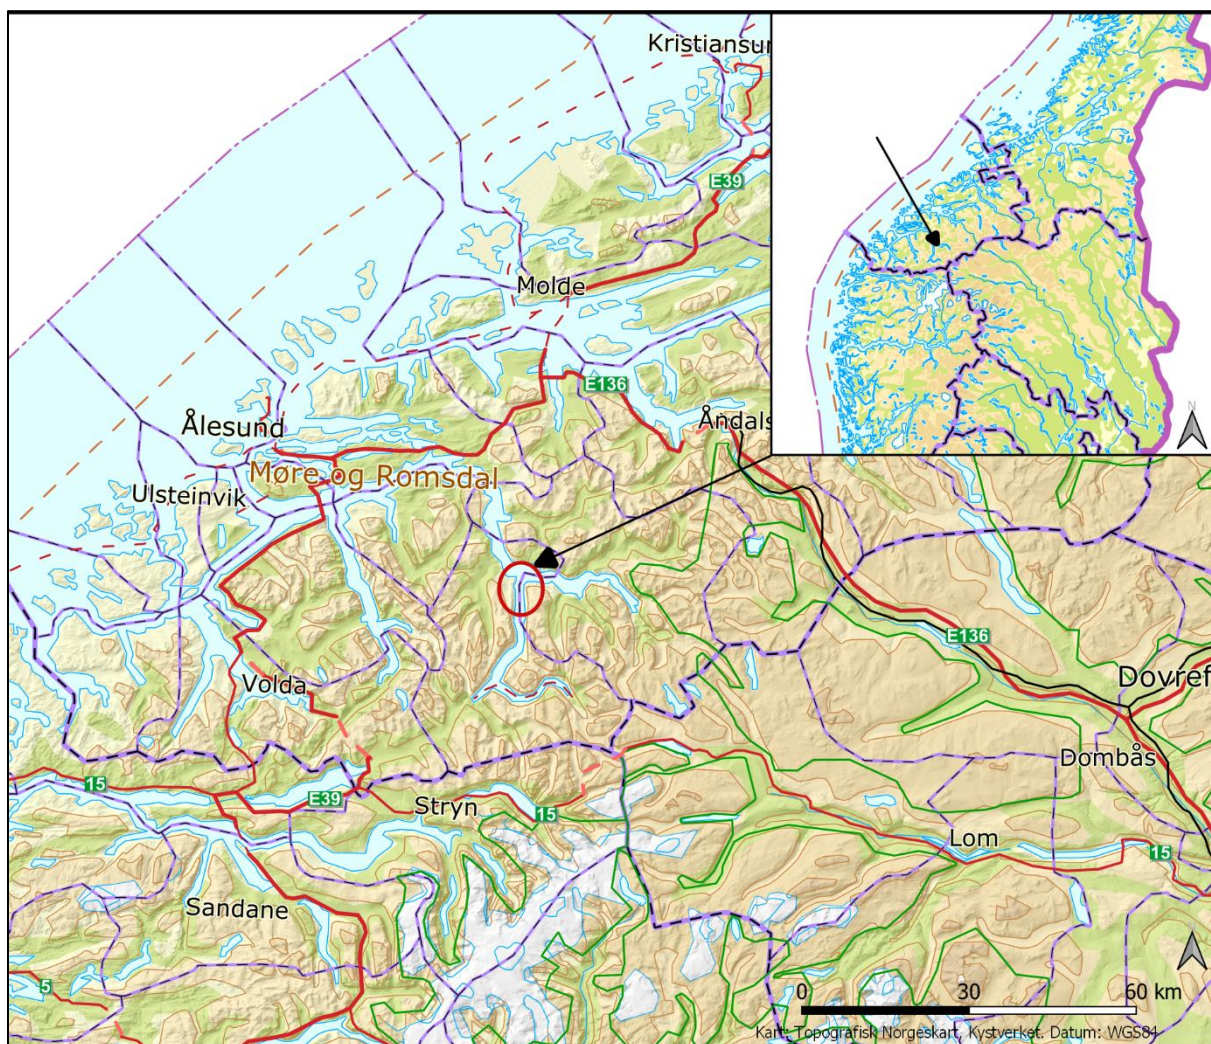 Kristiansun
E39
Molde
E136
Åndals
Ålesund
Møre og Romsdal
Ulsteinvik
N
E136
Volda
Dovref
Dombås
15
E39
Stryn
15
Lom
15
Sandane
5
0 30 60 km
Kart: Topografisk Norgeskart, Kystverket. Datum: WGS84